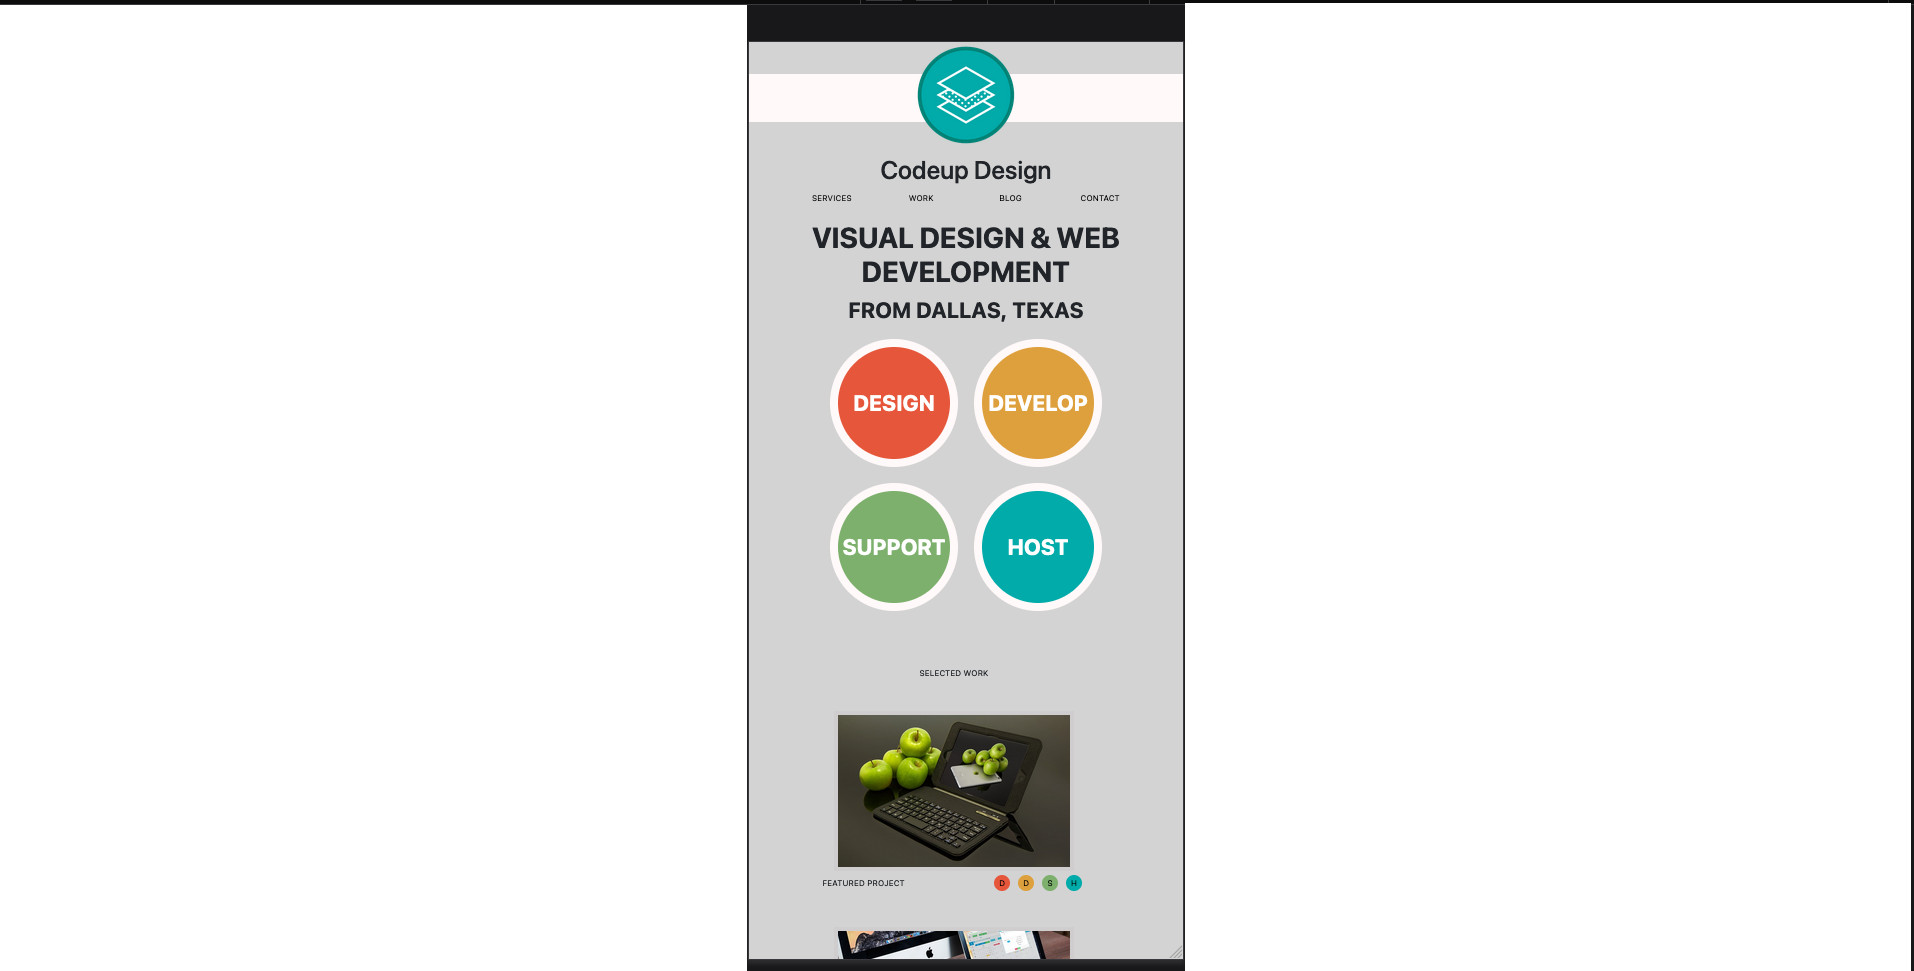 Codeup Design
SERVICES WORK BLOG CONTACT
VISUAL DESIGN & WEB
DEVELOPMENT
FROM DALLAS, TEXAS
DESIGN DEVELOP
SUPPORT HOST
SELECTED WORK
FEATURED PROJECT D D S H